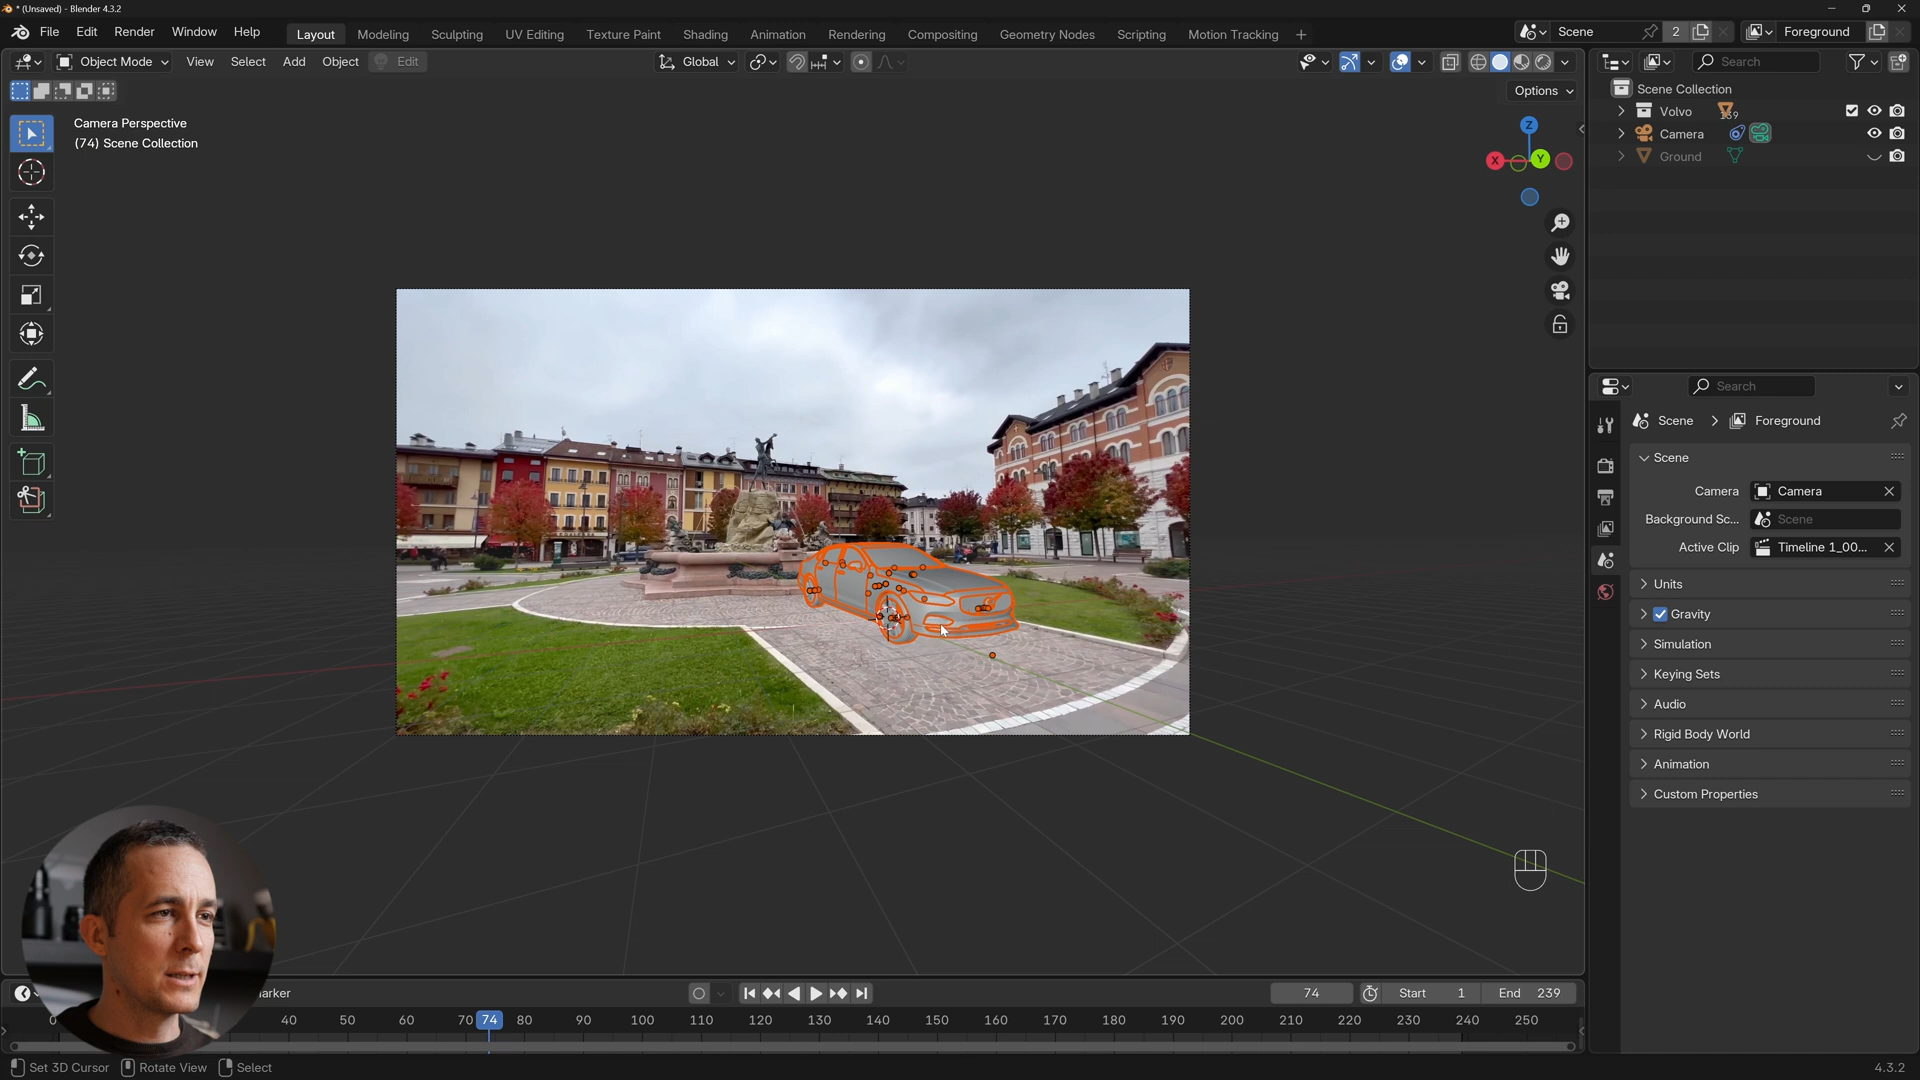 * (Unsaved) - Blender 4.3.2
File Edit Render Window Help Layout Modeling Sculpting UV Editing Texture Paint Shading Animation Rendering Compositing Geometry Nodes Scripting Motion Tracking + Scene 2 Foreground
Object Mode View Select Add Object Edit Global Search
Options
Scene Collection
Volvo 139
Camera
Ground
Camera Perspective
(74) Scene Collection
Z
X Y
Search
Scene > Foreground
Scene
Camera Camera
Background Sc... Scene
Active Clip Timeline 1_00...
Units
Gravity
Simulation
Keying Sets
Audio
Rigid Body World
Animation
Custom Properties
arker 74 Start 1 End 239
0 40 50 60 70 74 80 90 100 110 120 130 140 150 160 170 180 190 200 210 220 230 240 250
Set 3D Cursor Rotate View Select 4.3.2